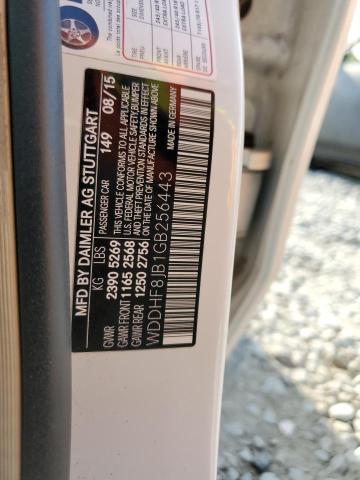 MFD BY DAIMLER AG STUTTGART
PASSENGER CAR 149 08/15
KG LBS
GVWR 2390 5269
GAWR FRONT 1165 2568
GAWR REAR 1250 2756
THIS VEHICLE CONFORMS TO ALL APPLICABLE
U.S. FEDERAL MOTOR VEHICLE SAFETY, BUMPER
AND THEFT PREVENTION STANDARDS IN EFFECT
ON THE DATE OF MANUFACTURE SHOWN ABOVE
WDDHF8JB1GB256443
MADE IN GERMANY
The combined